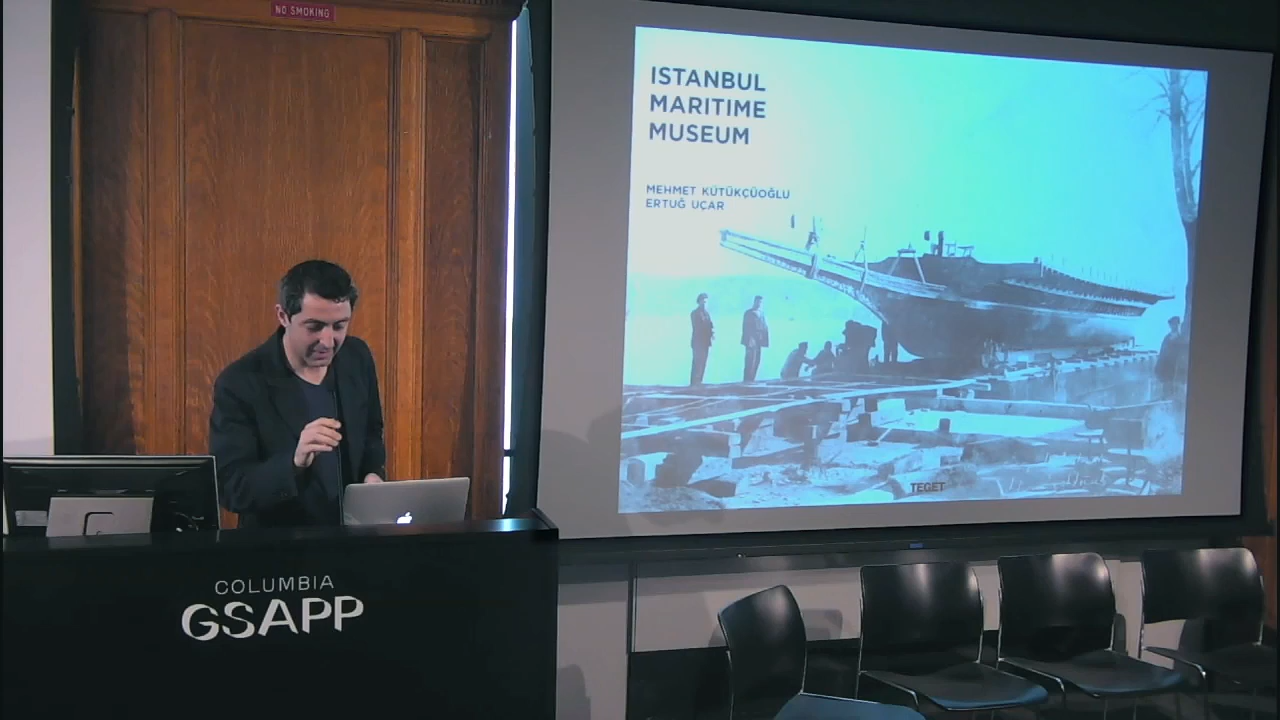 NO SMOKING
ISTANBUL
MARITIME
MUSEUM
MEHMET KÜTÜKÇÜOĞLU
ERTUĞ UÇAR
TEGET
COLUMBIA
GSAPP